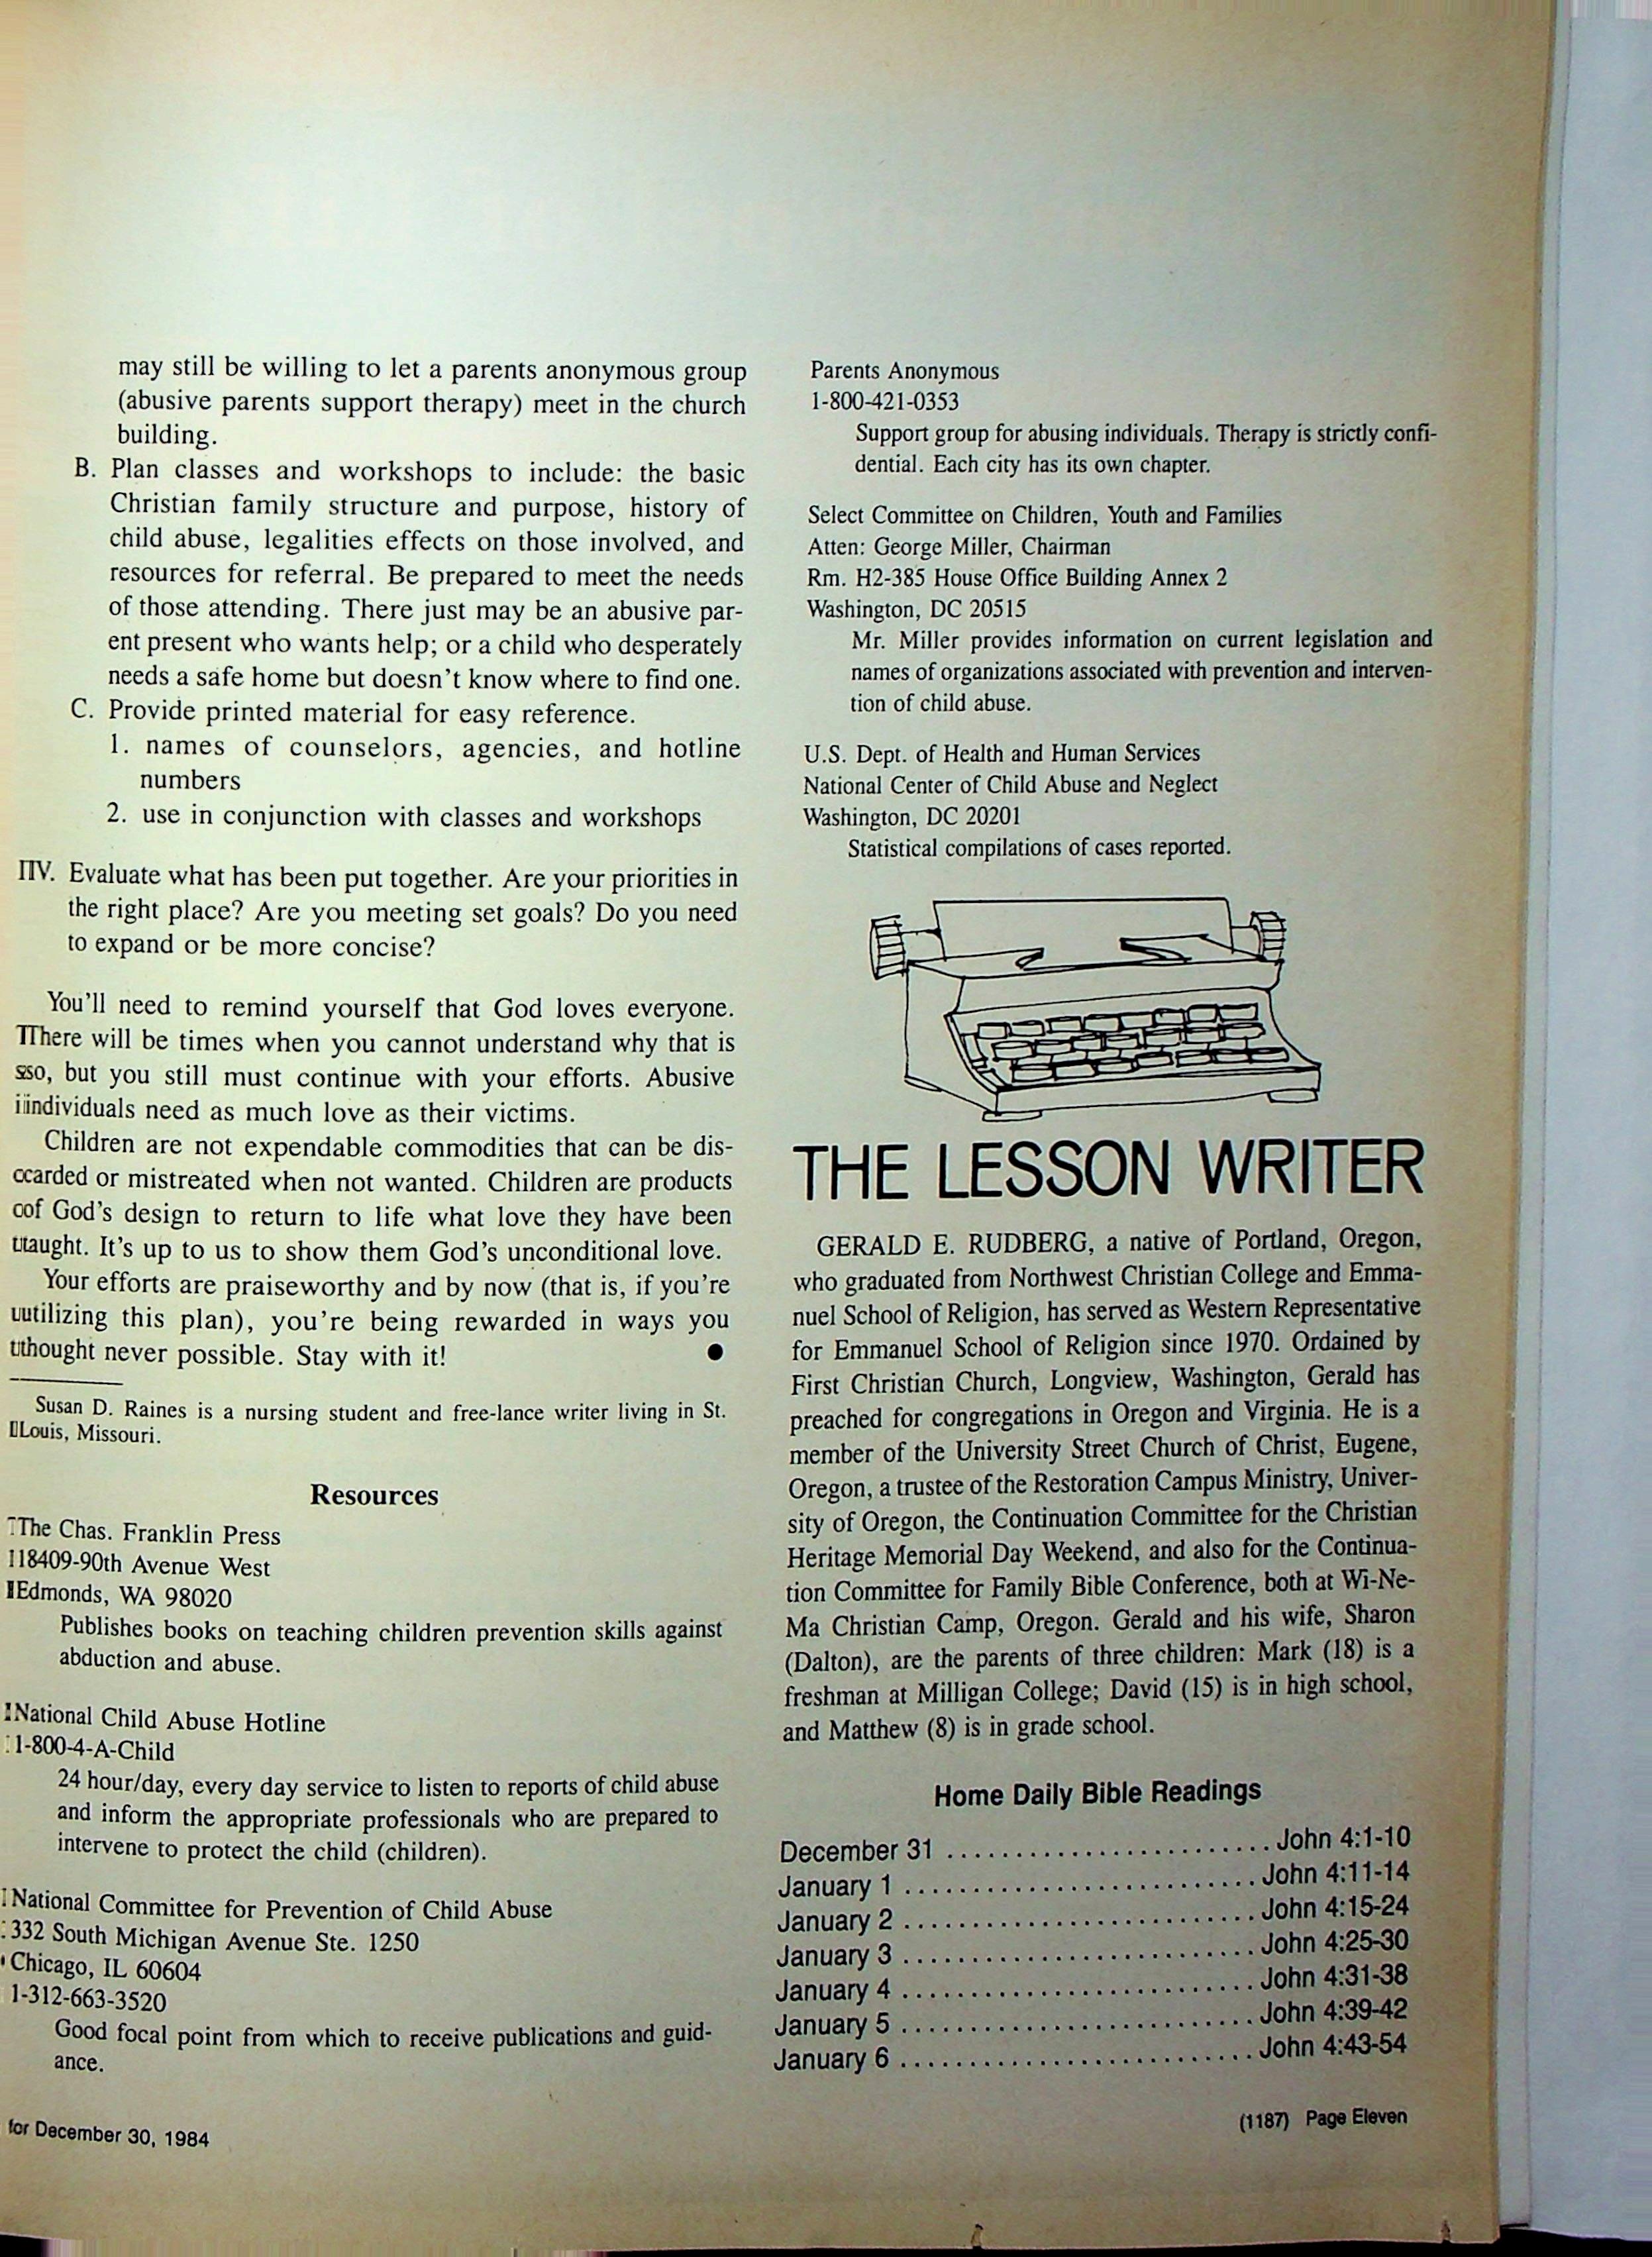 may still be willing to let a parents anonymous group
(abusive parents support therapy) meet in the church
building.
B. Plan classes and workshops to include: the basic
Christian family structure and purpose, history of
child abuse, legalities effects on those involved, and
resources for referral. Be prepared to meet the needs
of those attending. There just may be an abusive par-
ent present who wants help; or a child who desperately
needs a safe home but doesn't know where to find one.
C. Provide printed material for easy reference.
1. names of counselors, agencies, and hotline
numbers
2. use in conjunction with classes and workshops
IV. Evaluate what has been put together. Are your priorities in
the right place? Are you meeting set goals? Do you need
to expand or be more concise?
You'll need to remind yourself that God loves everyone.
There will be times when you cannot understand why that is
so, but you still must continue with your efforts. Abusive
individuals need as much love as their victims.
Children are not expendable commodities that can be dis-
carded or mistreated when not wanted. Children are products
of God's design to return to life what love they have been
taught. It's up to us to show them God's unconditional love.
Your efforts are praiseworthy and by now (that is, if you're
utilizing this plan), you're being rewarded in ways you
thought never possible. Stay with it! ●
Susan D. Raines is a nursing student and free-lance writer living in St.
Louis, Missouri.
Resources
The Chas. Franklin Press
18409-90th Avenue West
Edmonds, WA 98020
Publishes books on teaching children prevention skills against
abduction and abuse.
National Child Abuse Hotline
1-800-4-A-Child
24 hour/day, every day service to listen to reports of child abuse
and inform the appropriate professionals who are prepared to
intervene to protect the child (children).
National Committee for Prevention of Child Abuse
332 South Michigan Avenue Ste. 1250
Chicago, IL 60604
1-312-663-3520
Good focal point from which to receive publications and guid-
ance.
Parents Anonymous
1-800-421-0353
Support group for abusing individuals. Therapy is strictly confi-
dential. Each city has its own chapter.
Select Committee on Children, Youth and Families
Atten: George Miller, Chairman
Rm. H2-385 House Office Building Annex 2
Washington, DC 20515
Mr. Miller provides information on current legislation and
names of organizations associated with prevention and interven-
tion of child abuse.
U.S. Dept. of Health and Human Services
National Center of Child Abuse and Neglect
Washington, DC 20201
Statistical compilations of cases reported.
THE LESSON WRITER
GERALD E. RUDBERG, a native of Portland, Oregon,
who graduated from Northwest Christian College and Emma-
nuel School of Religion, has served as Western Representative
for Emmanuel School of Religion since 1970. Ordained by
First Christian Church, Longview, Washington, Gerald has
preached for congregations in Oregon and Virginia. He is a
member of the University Street Church of Christ, Eugene,
Oregon, a trustee of the Restoration Campus Ministry, Univer-
sity of Oregon, the Continuation Committee for the Christian
Heritage Memorial Day Weekend, and also for the Continua-
tion Committee for Family Bible Conference, both at Wi-Ne-
Ma Christian Camp, Oregon. Gerald and his wife, Sharon
(Dalton), are the parents of three children: Mark (18) is a
freshman at Milligan College; David (15) is in high school,
and Matthew (8) is in grade school.
Home Daily Bible Readings
December 31 ........................ John 4:1-10
January 1 .......................... John 4:11-14
January 2 .......................... John 4:15-24
January 3 .......................... John 4:25-30
January 4 .......................... John 4:31-38
January 5 .......................... John 4:39-42
January 6 .......................... John 4:43-54
for December 30, 1984
(1187) Page Eleven